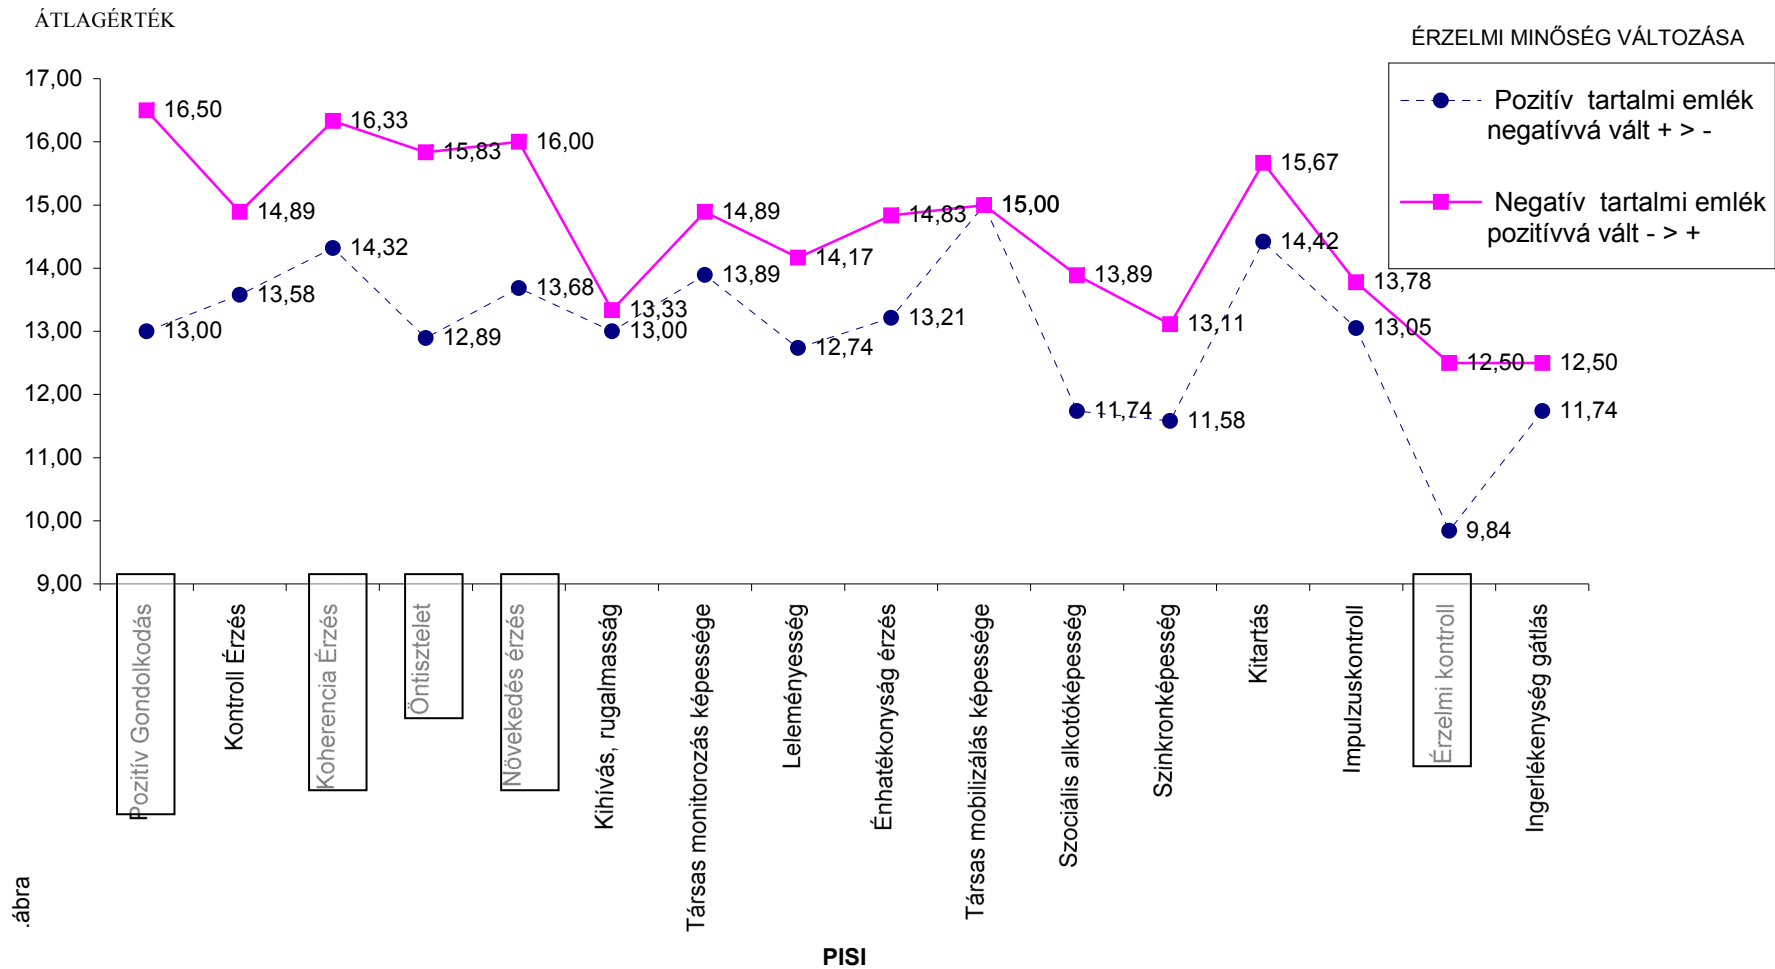 ÁTLAGÉRTÉK
ÉRZELMI MINŐSÉG VÁLTOZÁSA
Pozitív tartalmi emlék
negatívvá vált + > -
Negatív tartalmi emlék
pozitívvá vált - > +
17,00
16,00
15,00
14,00
13,00
12,00
11,00
10,00
9,00
16,50
14,89
16,33
15,83
16,00
13,33
14,89
14,17
14,83
15,00
13,89
13,11
15,67
13,78
12,50
12,50
13,00
13,58
14,32
12,89
13,68
13,00
13,89
12,74
13,21
15,00
11,74
11,58
14,42
13,05
9,84
11,74
Pozitív Gondolkodás
Kontroll Érzés
Koherencia Érzés
Öntisztelet
Növekedés érzés
Kihívás, rugalmasság
Társas monitorozás képessége
Leleményesség
Énhatékonyság érzés
Társas mobilizálás képessége
Szociális alkotóképesség
Szinkronképesség
Kitartás
Impulzuskontroll
Érzelmi kontroll
Ingerlékenység gátlás
.ábra
PISI